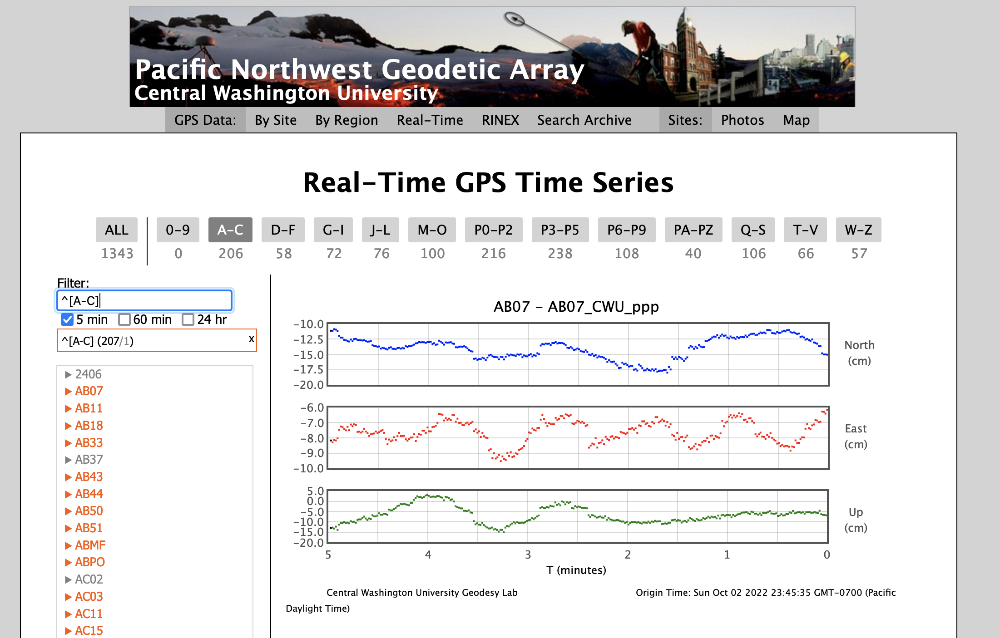 Pacific Northwest Geodetic Array
Central Washington University
GPS Data: By Site By Region Real-Time RINEX Search Archive Sites: Photos Map
Real-Time GPS Time Series
ALL 0-9 A-C D-F G-I J-L M-O P0-P2 P3-P5 P6-P9 PA-PZ Q-S T-V W-Z
1343 0 206 58 72 76 100 216 238 108 40 106 66 57
Filter:
^[A-C]
5 min 60 min 24 hr
^[A-C] (207/1) x
2406
AB07
AB11
AB18
AB33
AB37
AB43
AB44
AB50
AB51
ABMF
ABPO
AC02
AC03
AC11
AC15
AB07 - AB07_CWU_ppp
-10.0
-12.5
-15.0
-17.5
-20.0
North
(cm)
-6.0
-7.0
-8.0
-9.0
-10.0
East
(cm)
5.0
0.0
-5.0
-10.0
-15.0
-20.0
Up
(cm)
5 4 3 2 1 0
T (minutes)
Central Washington University Geodesy Lab Origin Time: Sun Oct 02 2022 23:45:35 GMT-0700 (Pacific
Daylight Time)